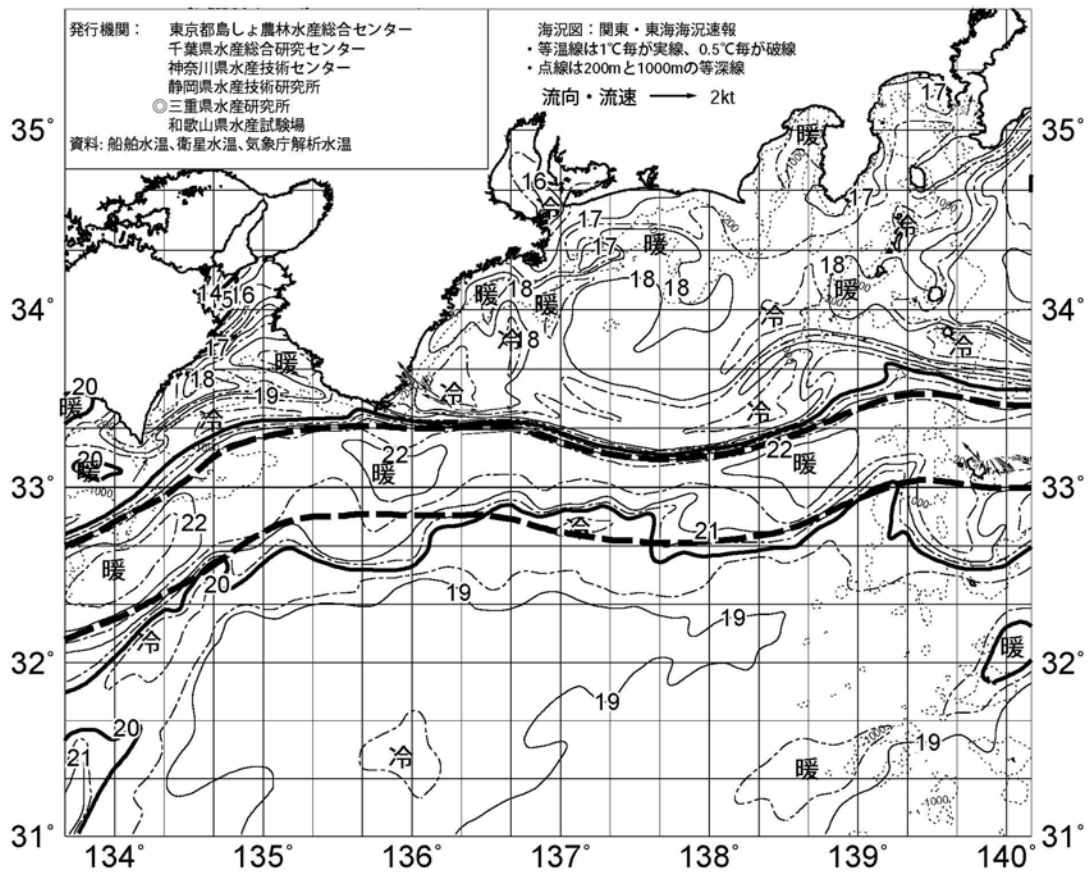 発行機関： 東京都島しょ農林水産総合センター
千葉県水産総合研究センター
神奈川県水産技術センター
静岡県水産技術研究所
◎三重県水産研究所
和歌山県水産試験場
資料: 船舶水温、衛星水温、気象庁解析水温
海況図：関東・東海海況速報
・等温線は1℃毎が実線、0.5℃毎が破線
・点線は200mと1000mの等深線
流向・流速 → 2kt
17
35° 暖 35°
16
冷
17 17
17 暖 冷
18 18
14 5 16 暖 18 暖 18 暖
34° 冷 34°
17 冷 18 冷
暖
18
20 19 冷
暖 冷 冷
20 22 22
暖 暖 暖
33° 33°
22 冷 21
暖 20
19 19
冷 暖
32° 32°
19
20 19
21 冷 暖
1000
31° 31°
134° 135° 136° 137° 138° 139° 140°